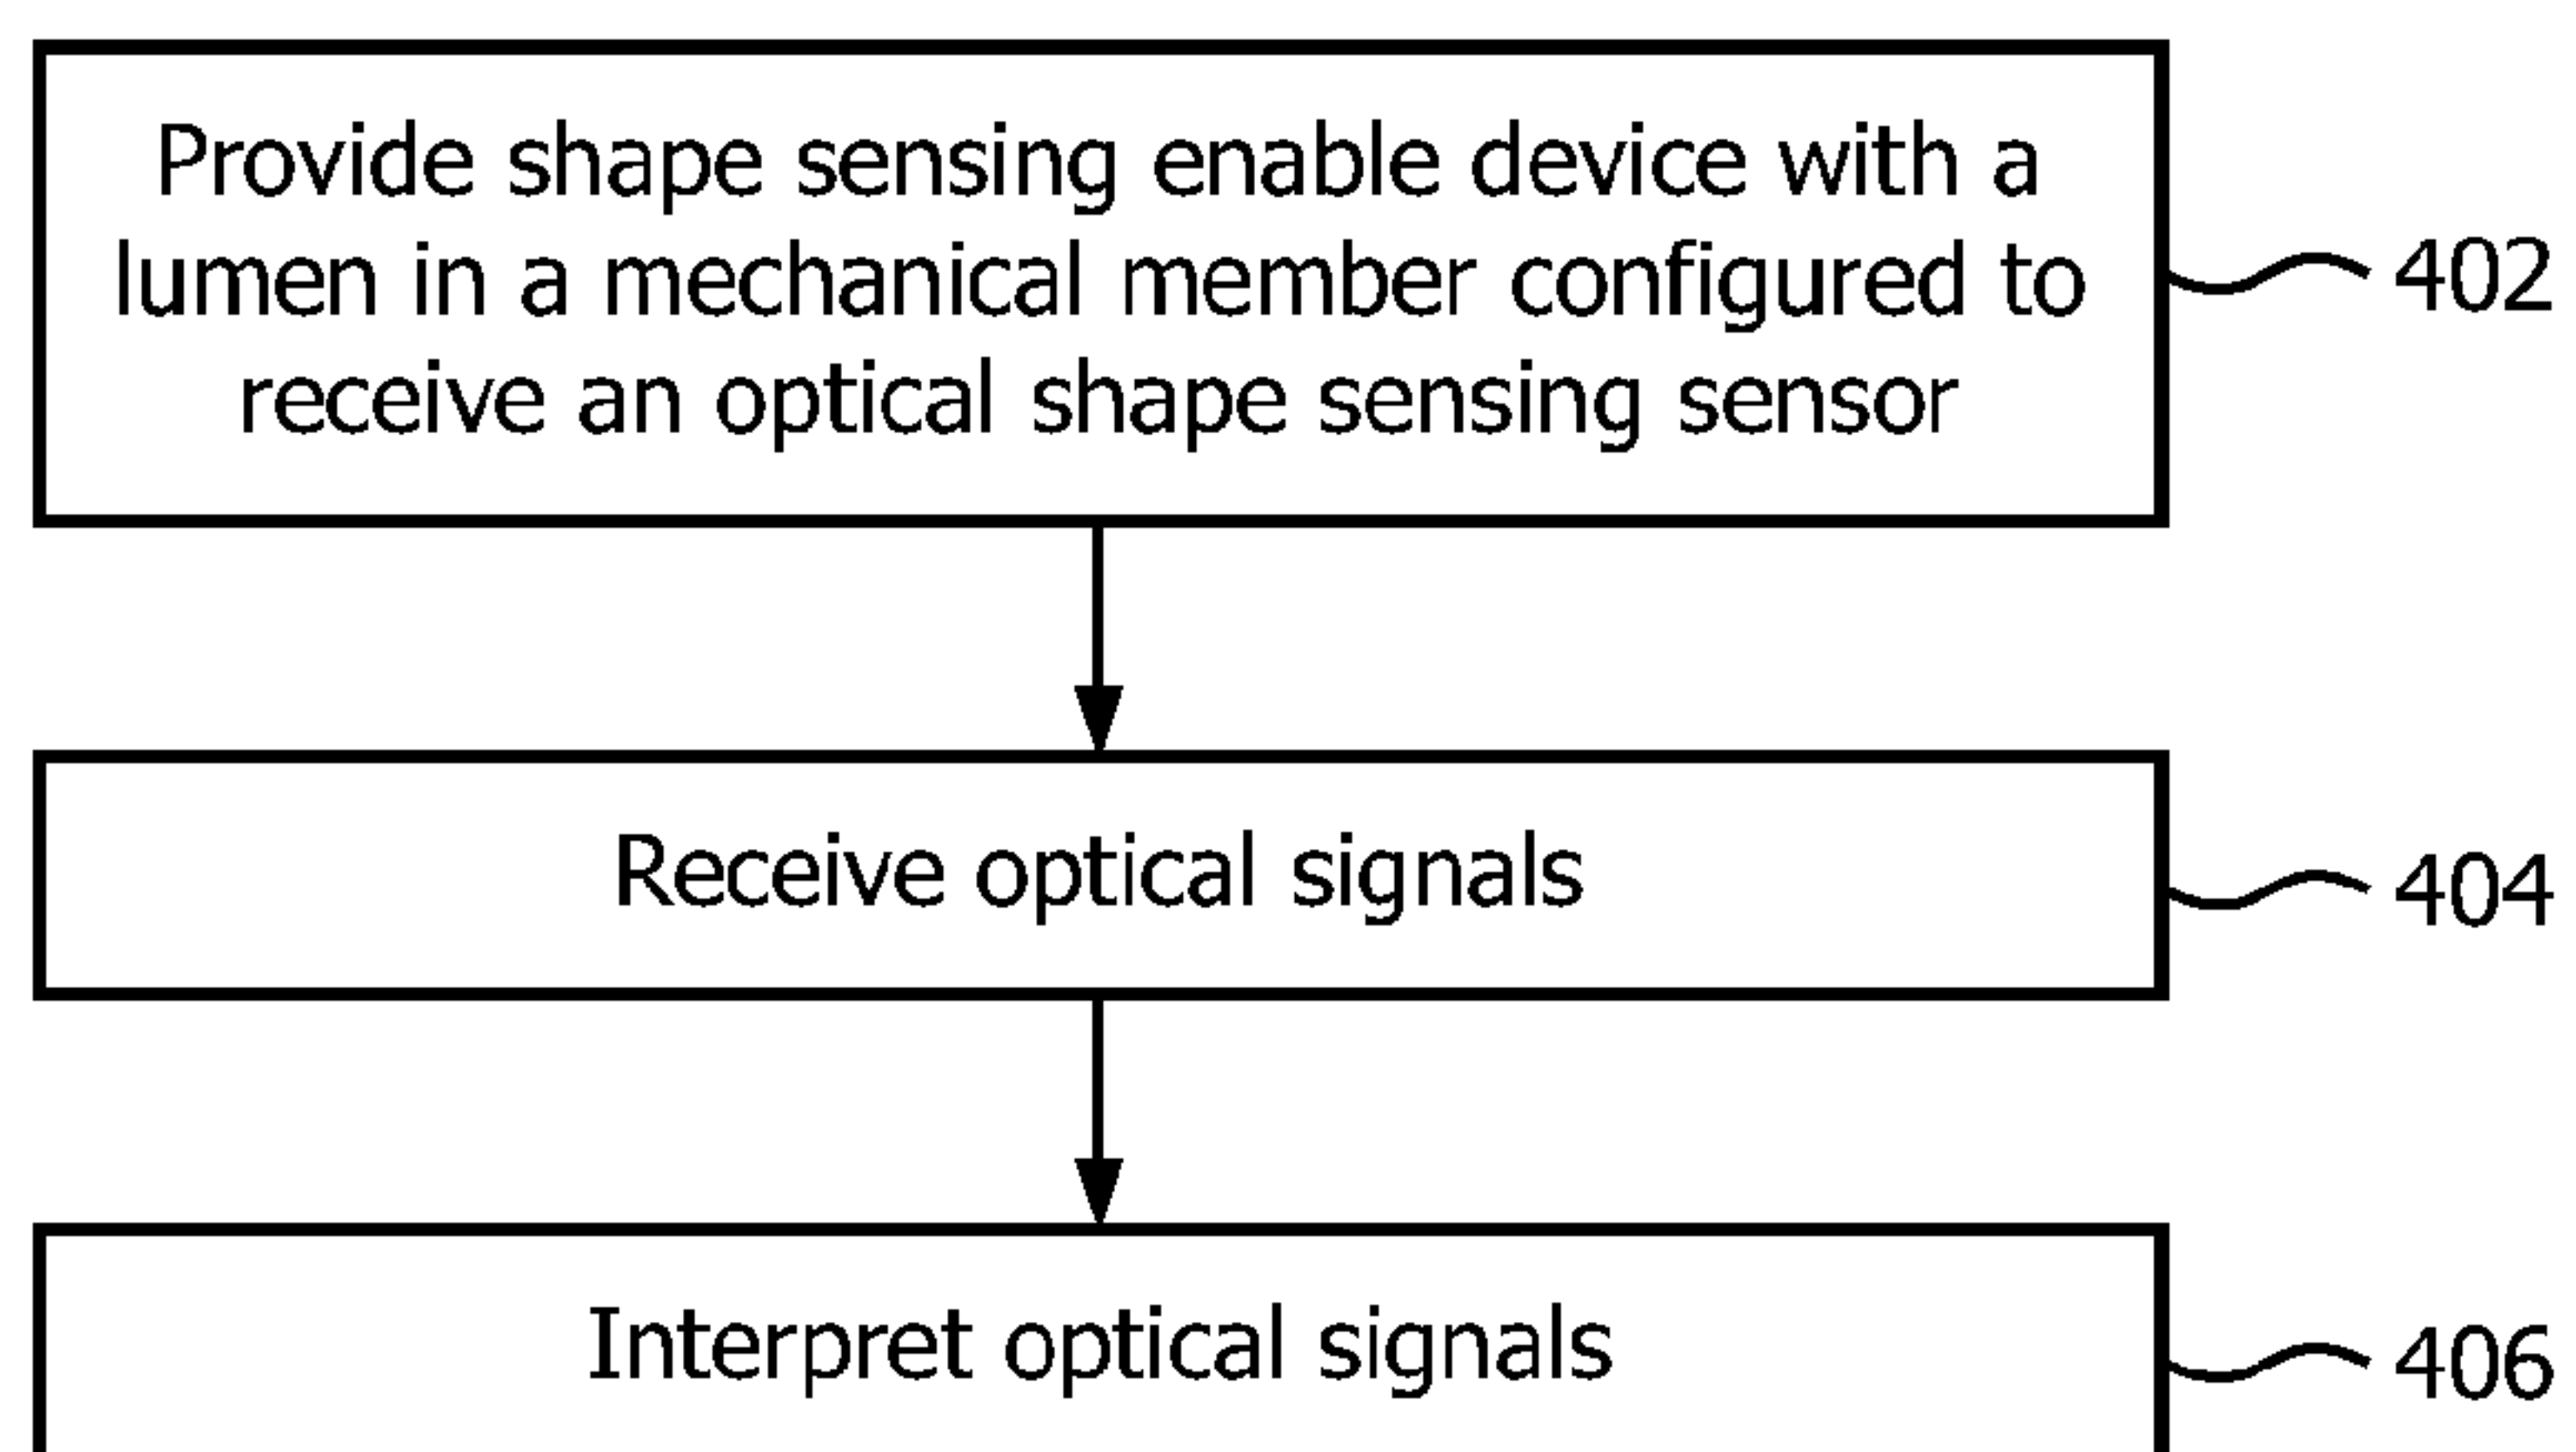 Provide shape sensing enable device with a
lumen in a mechanical member configured to
receive an optical shape sensing sensor
402
Receive optical signals
404
Interpret optical signals
406